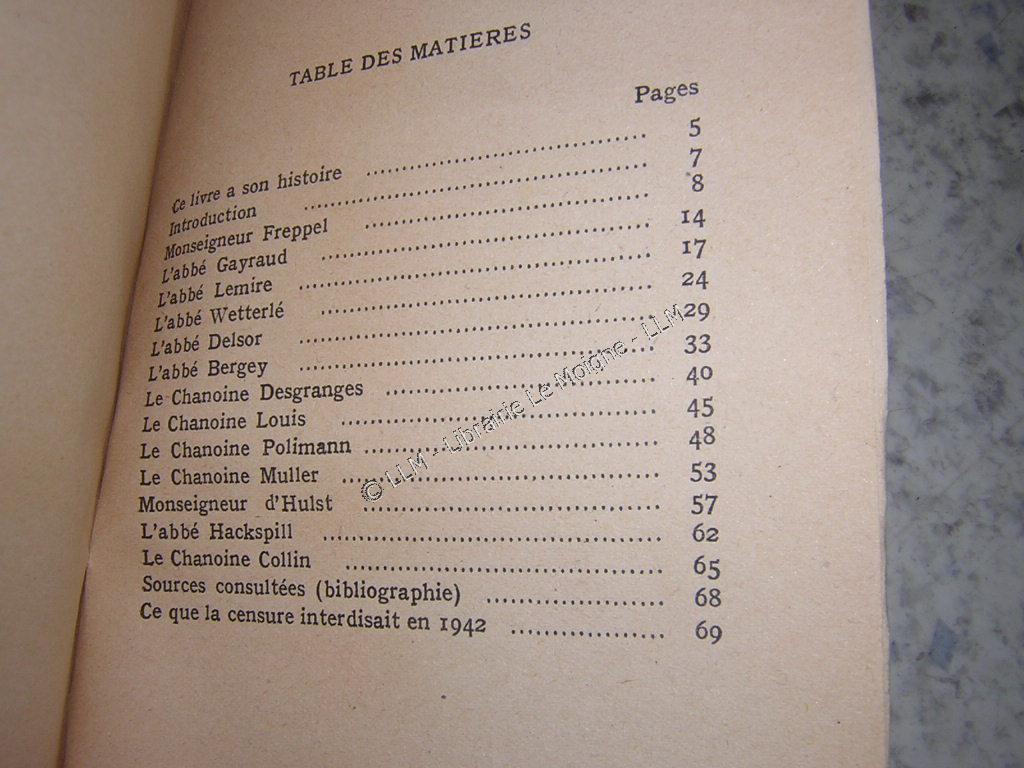 TABLE DES MATIERES
Pages
Ce livre a son histoire ........................ 5
Introduction ........................ 7
Monseigneur Freppel ........................ 8
L'abbé Gayraud ........................ 14
L'abbé Lemire ........................ 17
L'abbé Wetterlé ........................ 24
L'abbé Delsor ........................ 29
L'abbé Bergey ........................ 33
Le Chanoine Desgranges ........................ 40
Le Chanoine Louis ........................ 45
Le Chanoine Polimann ........................ 48
Le Chanoine Muller ........................ 53
Monseigneur d'Hulst ........................ 57
L'abbé Hackspill ........................ 62
Le Chanoine Collin ........................ 65
Sources consultées (bibliographie) ................ 68
Ce que la censure interdisait en 1942 .............. 69
© LLM - Librairie Le Moigne - LLM